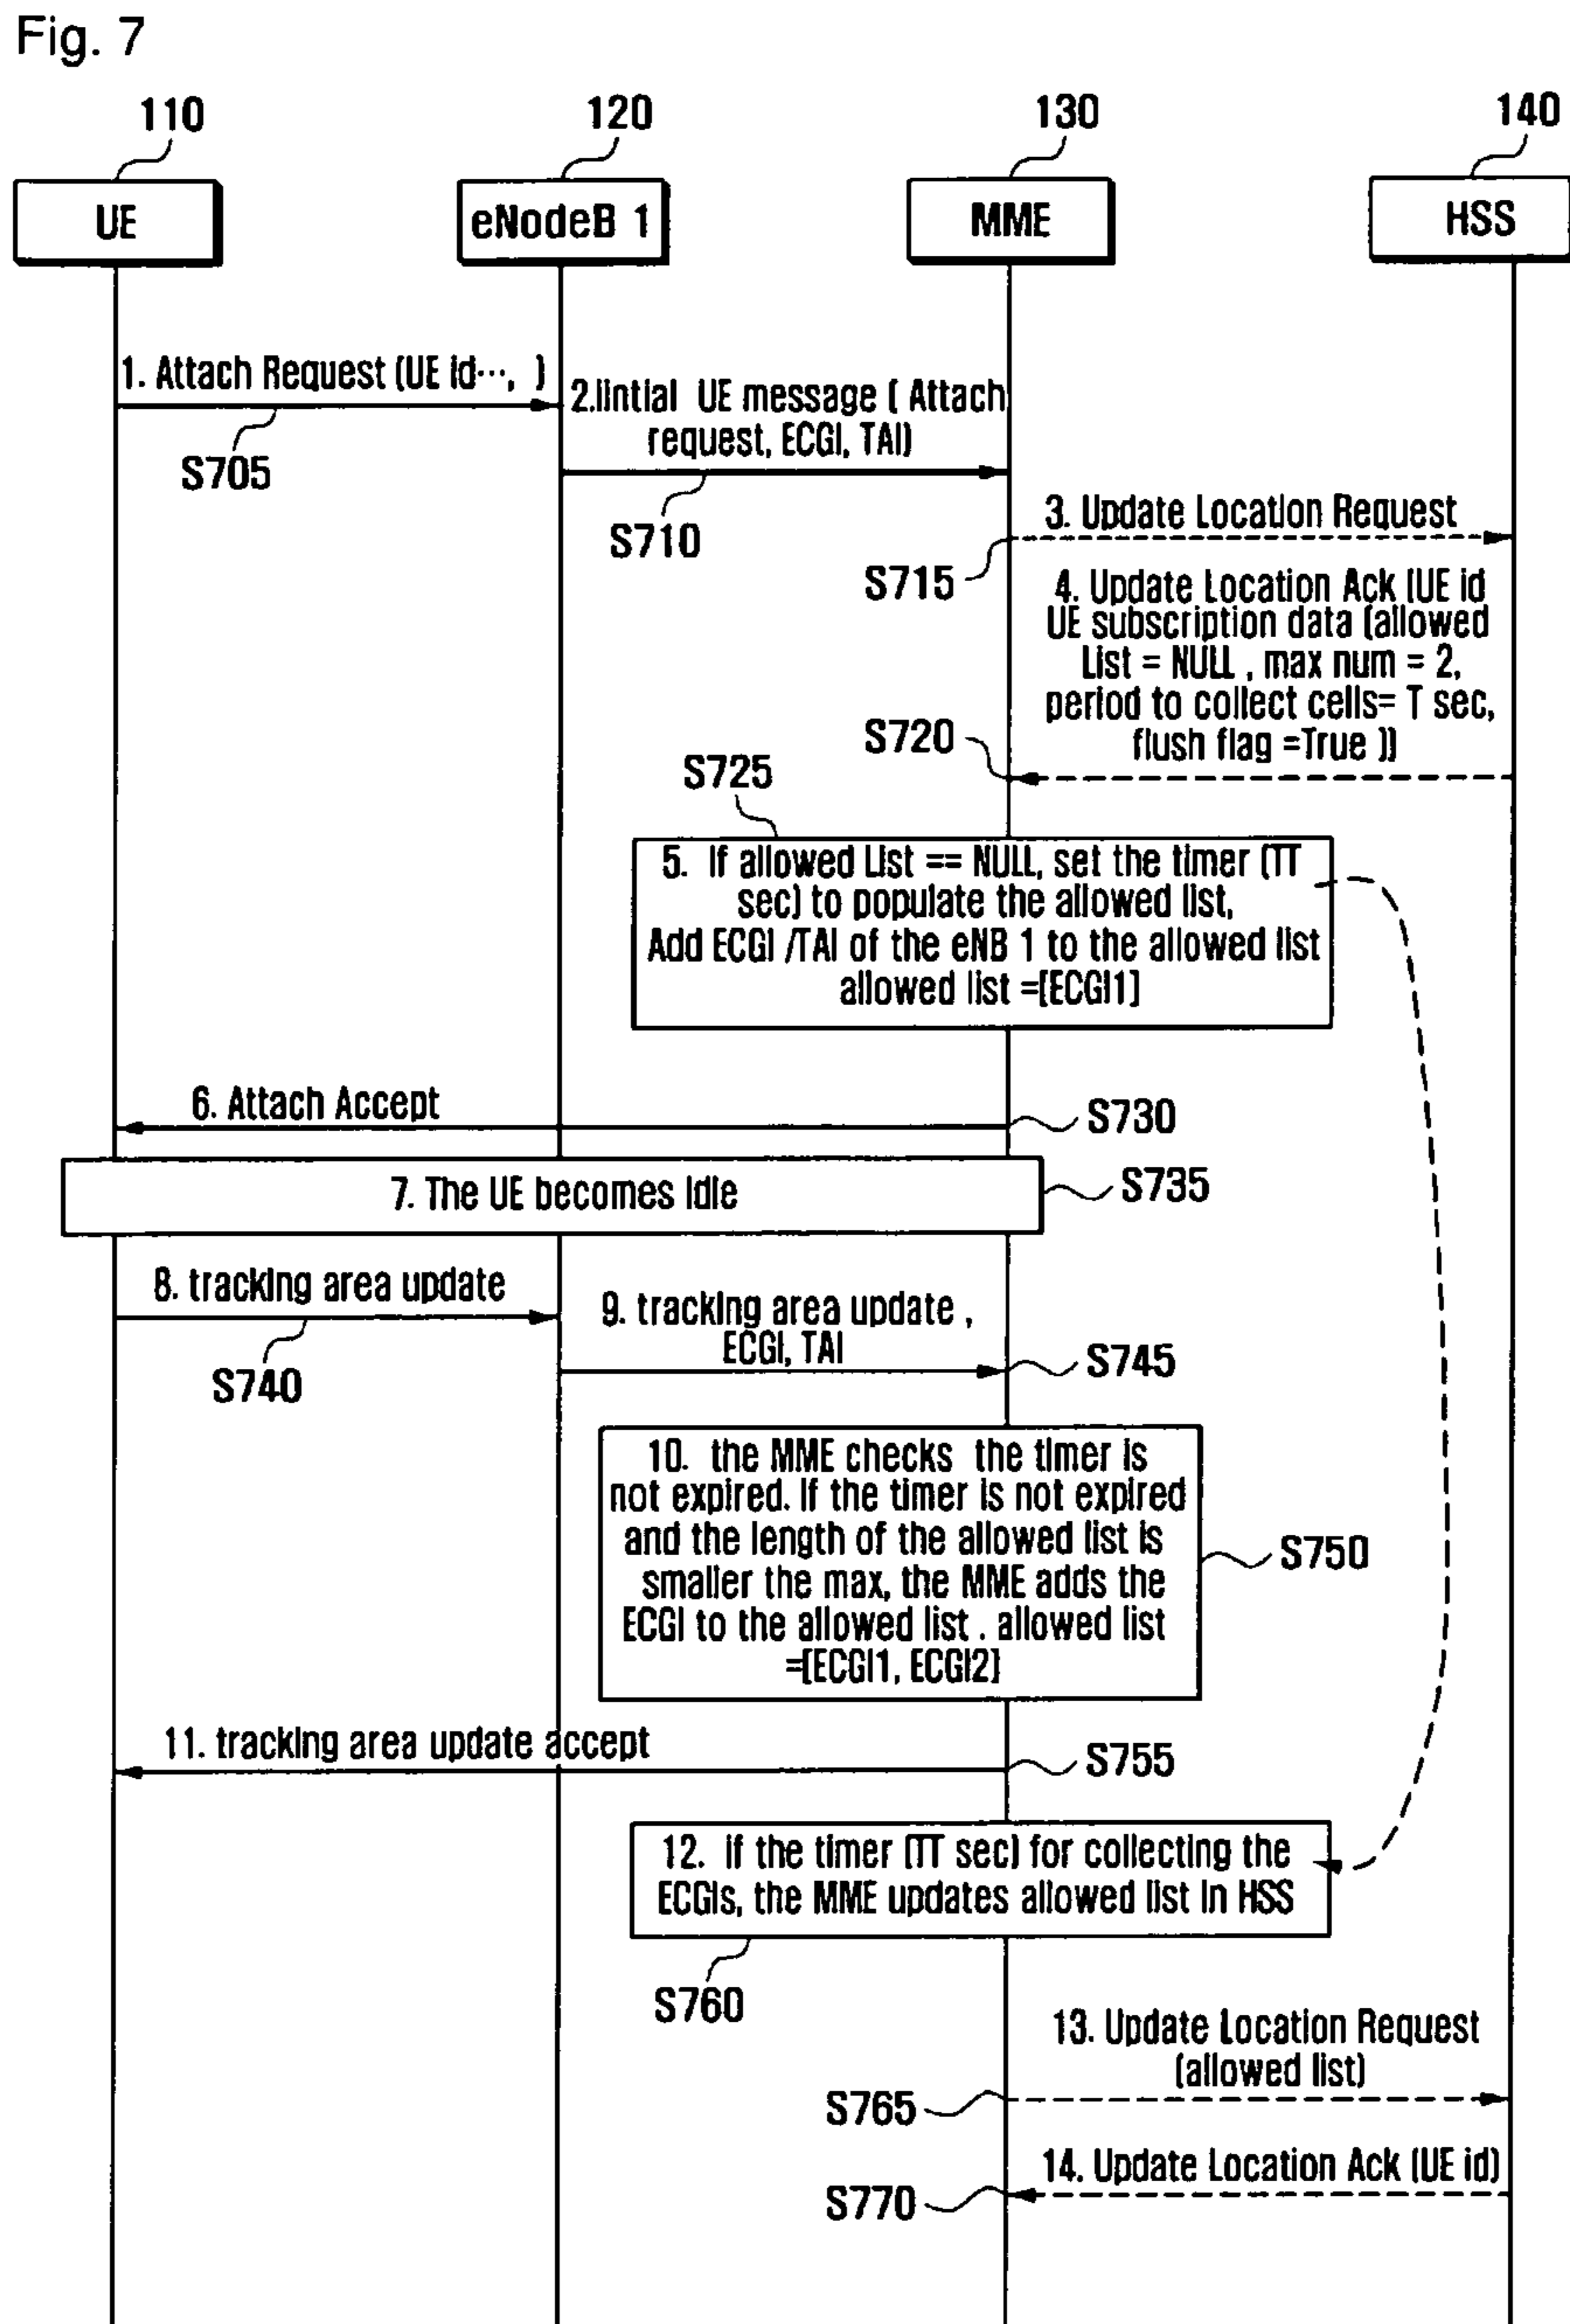 Fig. 7
110
120
130
140
UE
eNodeB 1
MME
HSS
1. Attach Request (UE id…, )
S705
2.Iintial UE message ( Attach
request, ECGI, TAI)
S710
3. Update Location Request
S715
4. Update Location Ack (UE id
UE subscription data (allowed
List = NULL , max num = 2,
period to collect cells= T sec,
flush flag =True ))
S720
S725
5. If allowed List == NULL, set the timer (TT
sec) to populate the allowed list,
Add ECGI /TAI of the eNB 1 to the allowed list
allowed list =[ECGI1]
6. Attach Accept
S730
7. The UE becomes Idle
S735
8. tracking area update
S740
9. tracking area update ,
ECGI, TAI
S745
10. the MME checks the timer is
not expired. If the timer is not expired
and the length of the allowed list is
smaller the max, the MME adds the
ECGI to the allowed list . allowed list
=[ECGI1, ECGI2]
S750
11. tracking area update accept
S755
12. if the timer (TT sec) for collecting the
ECGIs, the MME updates allowed list in HSS
S760
13. Update Location Request
(allowed list)
S765
14. Update Location Ack (UE id)
S770